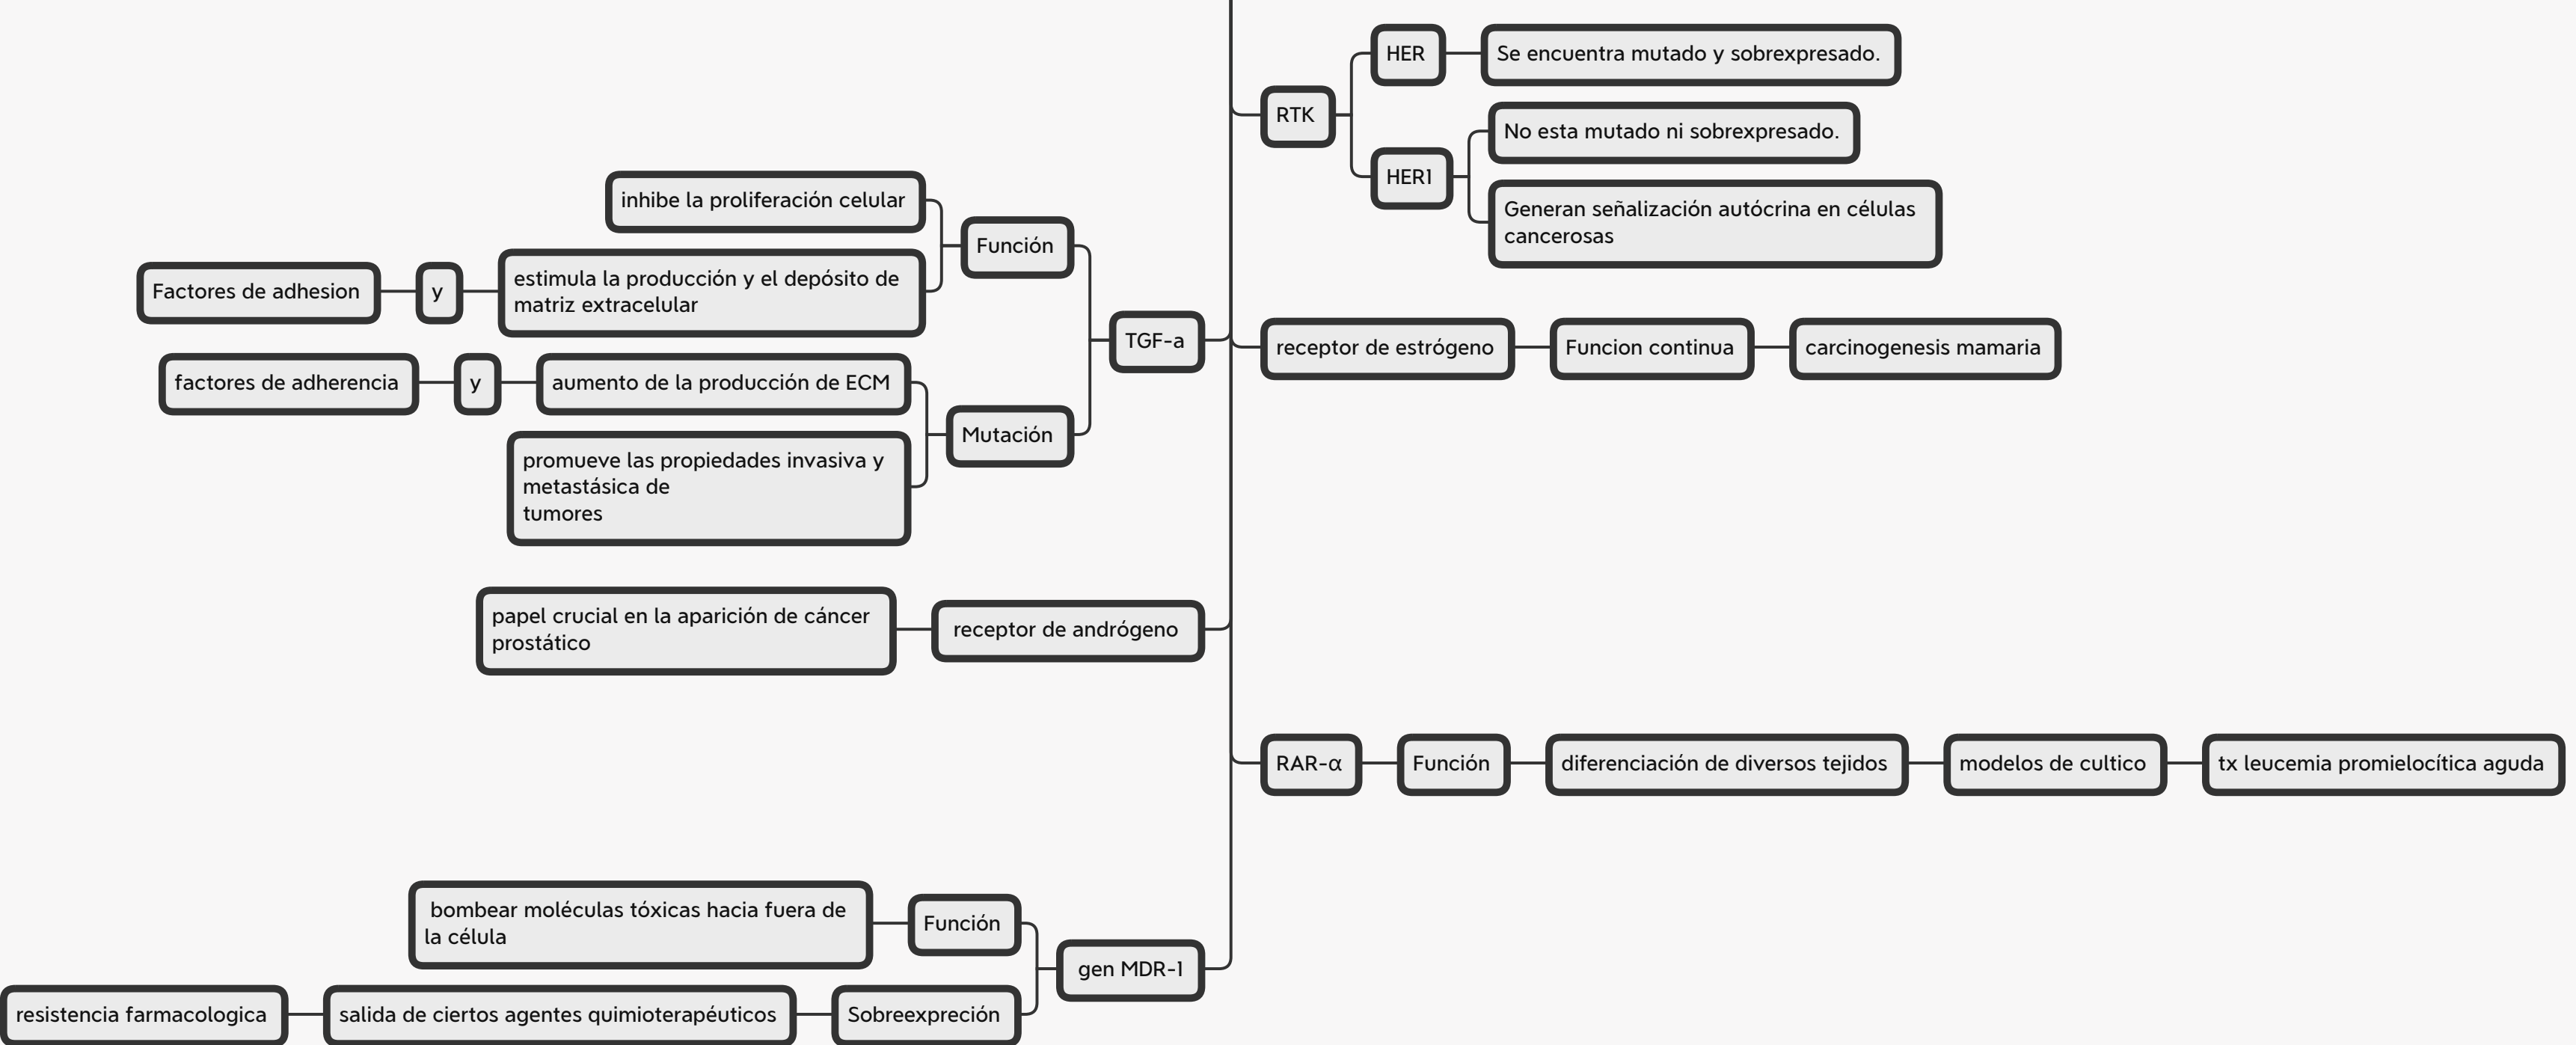 HER
Se encuentra mutado y sobrexpresado.
RTK
No esta mutado ni sobrexpresado.
HER1
Generan señalización autócrina en células
cancerosas
inhibe la proliferación celular
Función
estimula la producción y el depósito de
matriz extracelular
y
Factores de adhesion
TGF-a
receptor de estrógeno
Funcion continua
carcinogenesis mamaria
factores de adherencia
y
aumento de la producción de ECM
Mutación
promueve las propiedades invasiva y
metastásica de
tumores
papel crucial en la aparición de cáncer
prostático
receptor de andrógeno
RAR-α
Función
diferenciación de diversos tejidos
modelos de cultico
tx leucemia promielocítica aguda
bombear moléculas tóxicas hacia fuera de
la célula
Función
gen MDR-1
resistencia farmacologica
salida de ciertos agentes quimioterapéuticos
Sobreexpreción